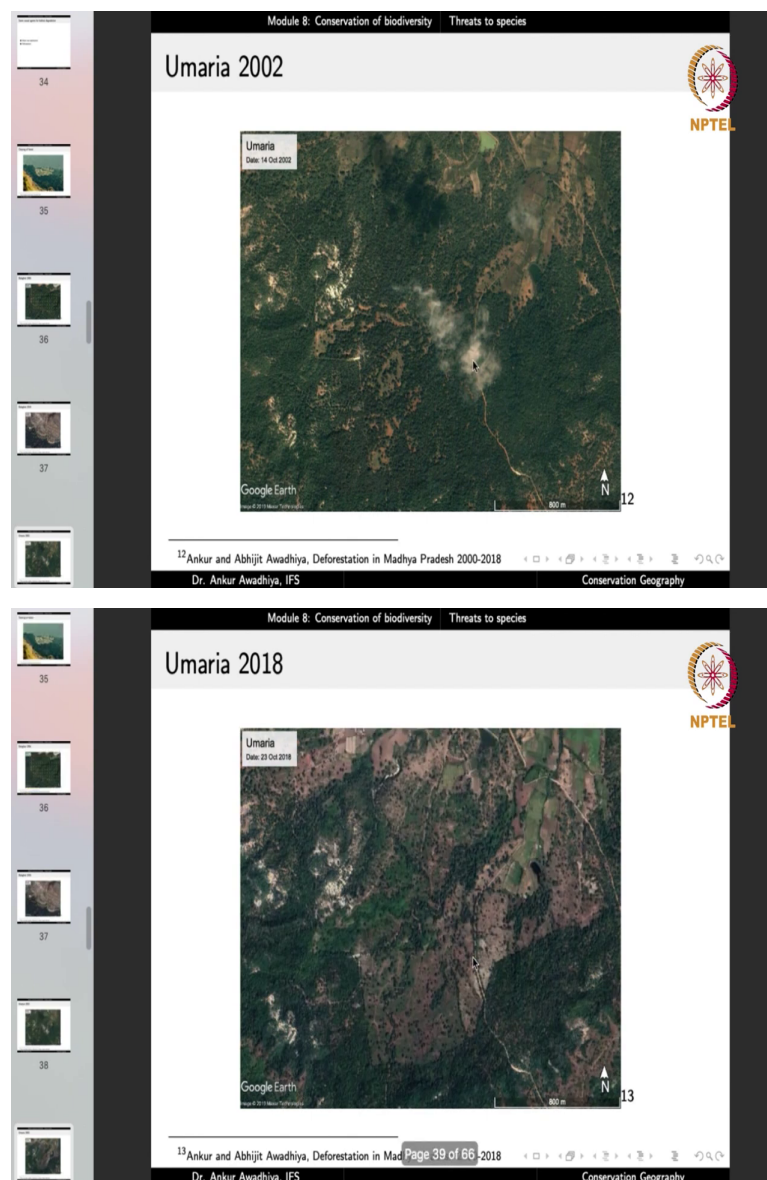 Module 8: Conservation of biodiversity Threats to species
Umaria 2002
NPTEL
34
35
36
37
Umaria
Date: 14 Oct 2002
Google Earth
N
800 m
12
12 Ankur and Abhijit Awadhiya, Deforestation in Madhya Pradesh 2000-2018
Dr. Ankur Awadhiya, IFS Conservation Geography
Module 8: Conservation of biodiversity Threats to species
Umaria 2018
NPTEL
35
36
37
38
Umaria
Date: 23 Oct 2018
Google Earth
N
800 m
13
13 Ankur and Abhijit Awadhiya, Deforestation in Mad Page 39 of 66 -2018
Dr. Ankur Awadhiya, IFS Conservation Geography